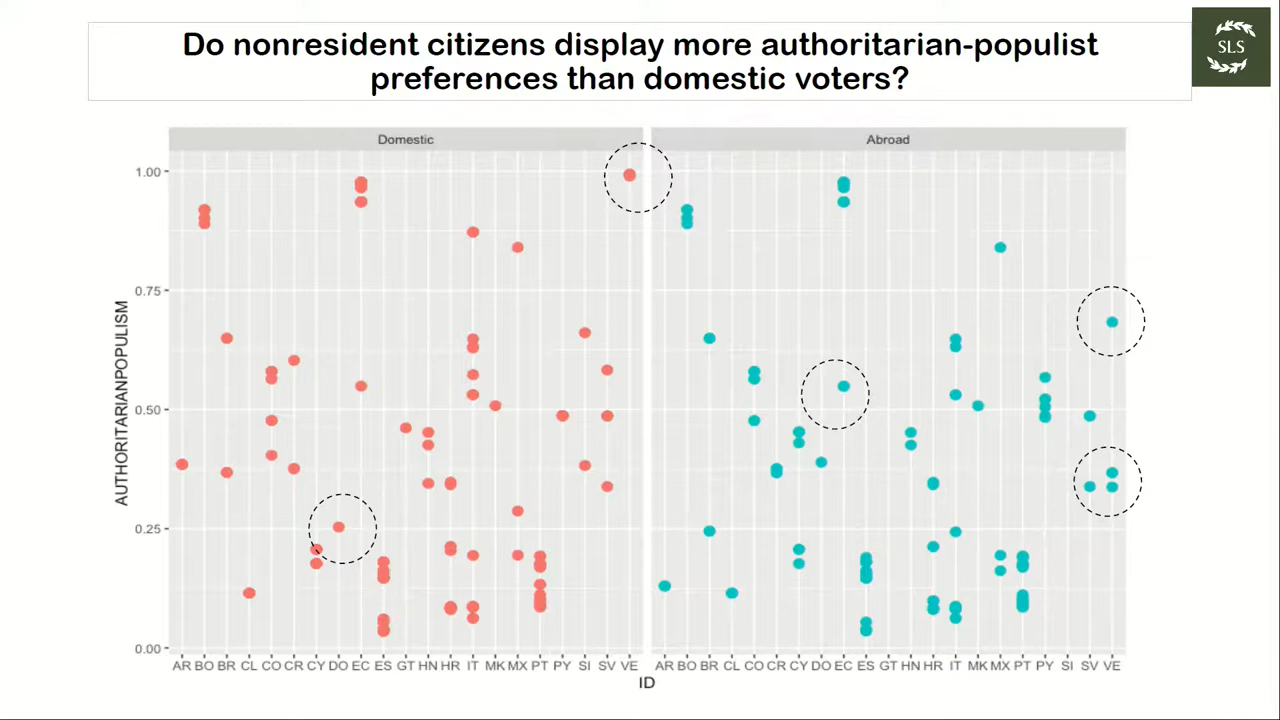 Do nonresident citizens display more authoritarian-populist
preferences than domestic voters?
SLS
Domestic
Abroad
1.00
0.75
0.50
0.25
0.00
AUTHORITARIANPOPULISM
AR BO BR CL CO CR CY DO EC ES GT HN HR IT MK MX PT PY SI SV VE
AR BO BR CL CO CR CY DO EC ES GT HN HR IT MK MX PT PY SI SV VE
ID